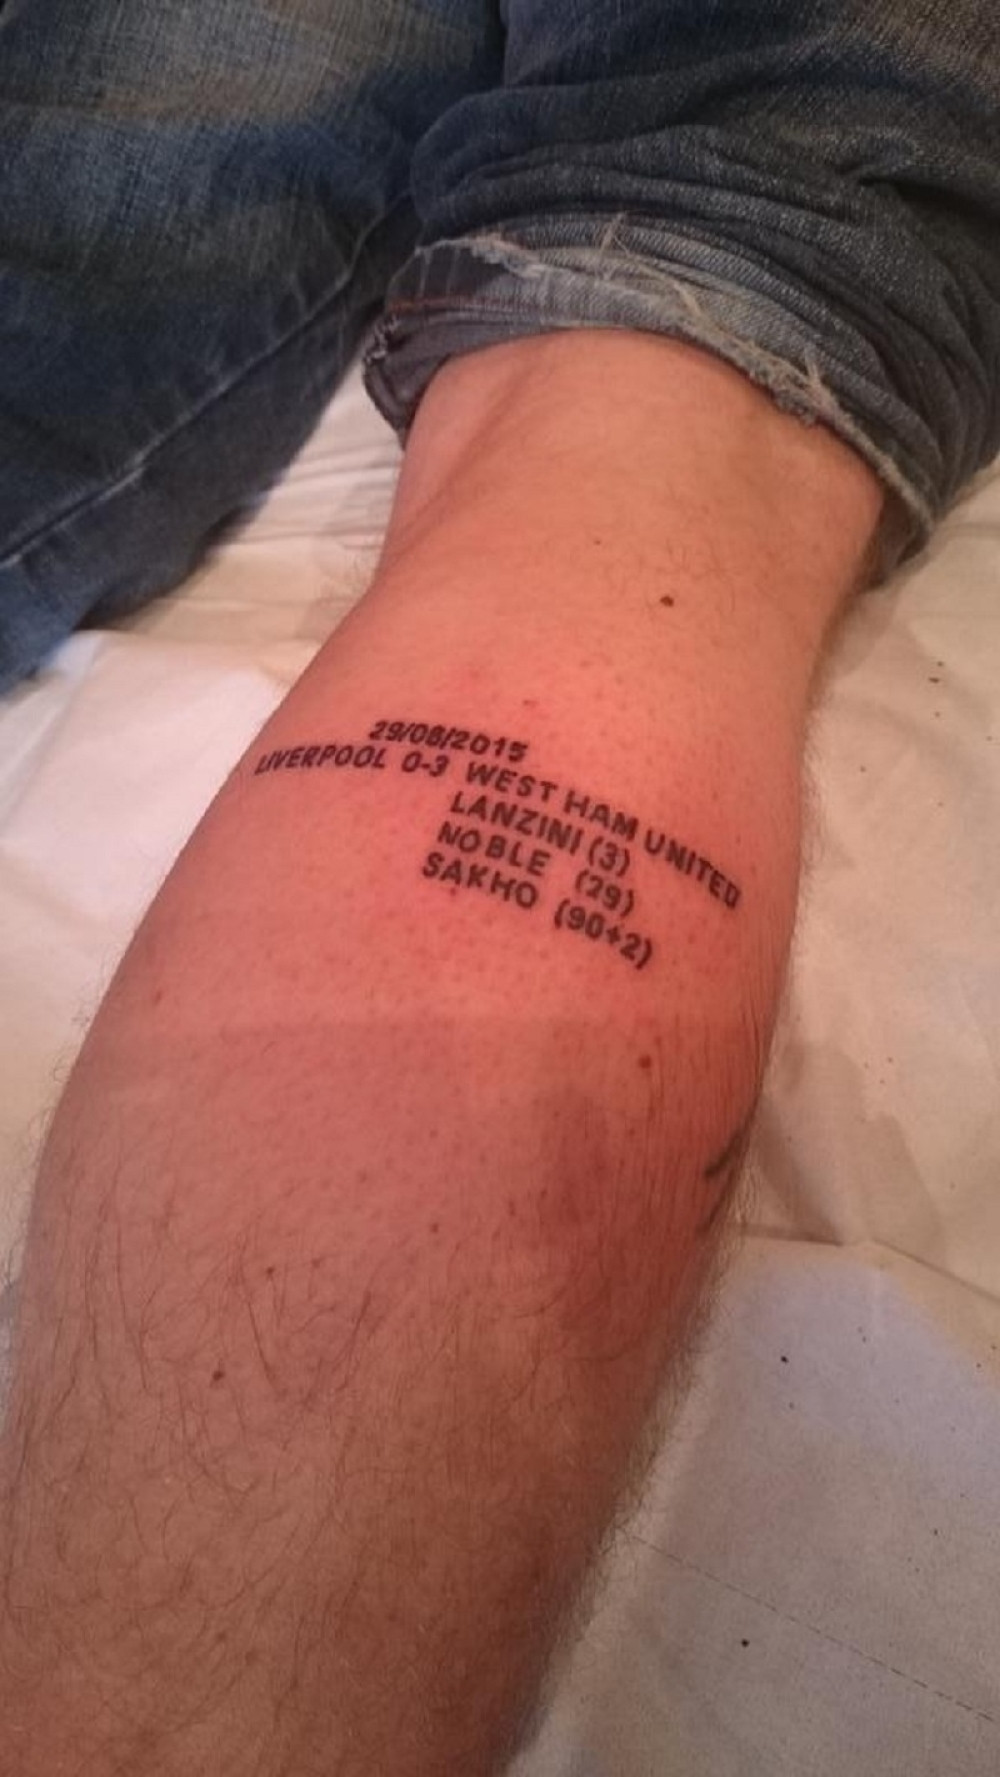 29/08/2015
LIVERPOOL 0-3 WEST HAM UNITED
LANZINI (3)
NOBLE (29)
SAKHO (90+2)